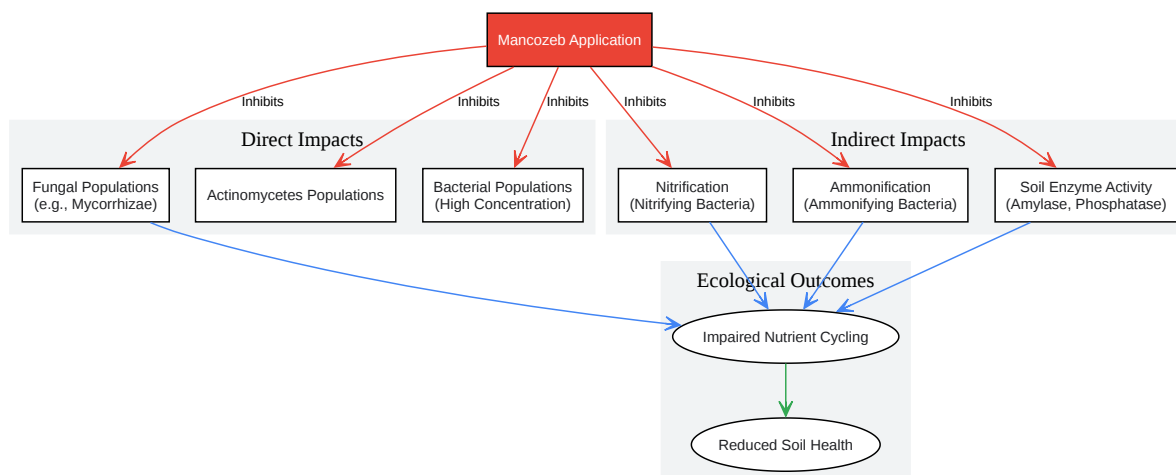 Mancozeb Application
Inhibits
Inhibits
Inhibits
Inhibits
Inhibits
Inhibits
Direct Impacts
Indirect Impacts
Fungal Populations
(e.g., Mycorrhizae)
Actinomycetes Populations
Bacterial Populations
(High Concentration)
Nitrification
(Nitrifying Bacteria)
Ammonification
(Ammonifying Bacteria)
Soil Enzyme Activity
(Amylase, Phosphatase)
Ecological Outcomes
Impaired Nutrient Cycling
Reduced Soil Health